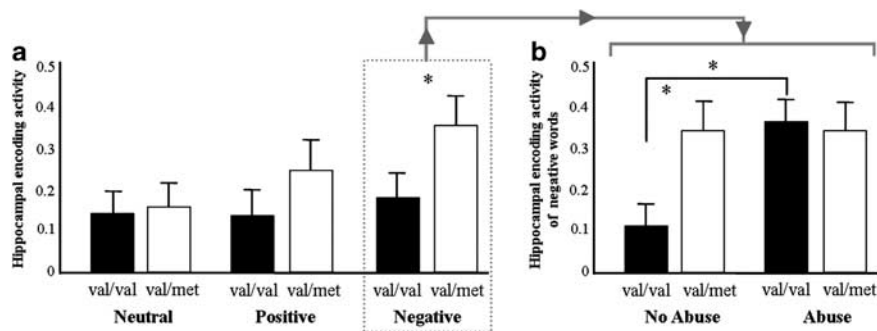 a
Hippocampal encoding activity
0.5
0.4
0.3
0.2
0.1
0
*
val/val val/met val/val val/met val/val val/met
Neutral Positive Negative
b
Hippocampal encoding activity
of negative words
0.5
0.4
0.3
0.2
0.1
0
*
*
val/val val/met val/val val/met
No Abuse Abuse